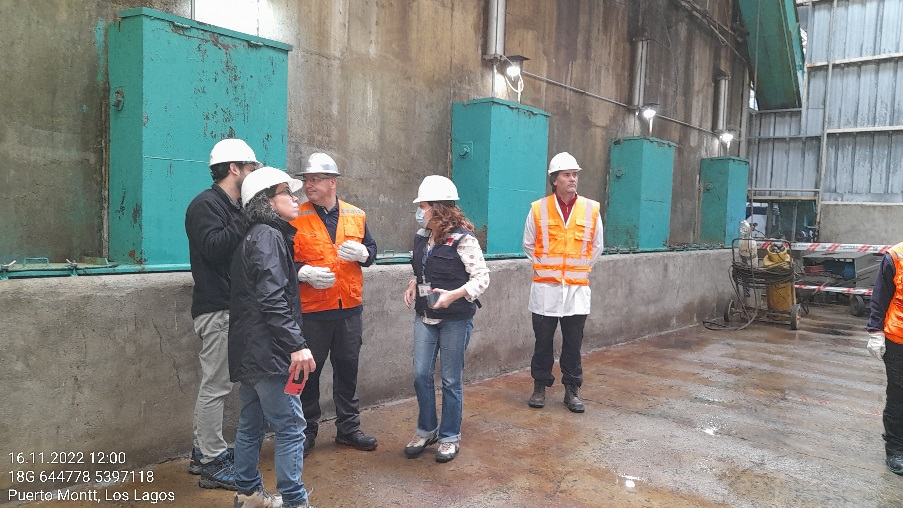 16.11.2022 12:00
18G 644778 5397118
Puerto Montt, Los Lagos